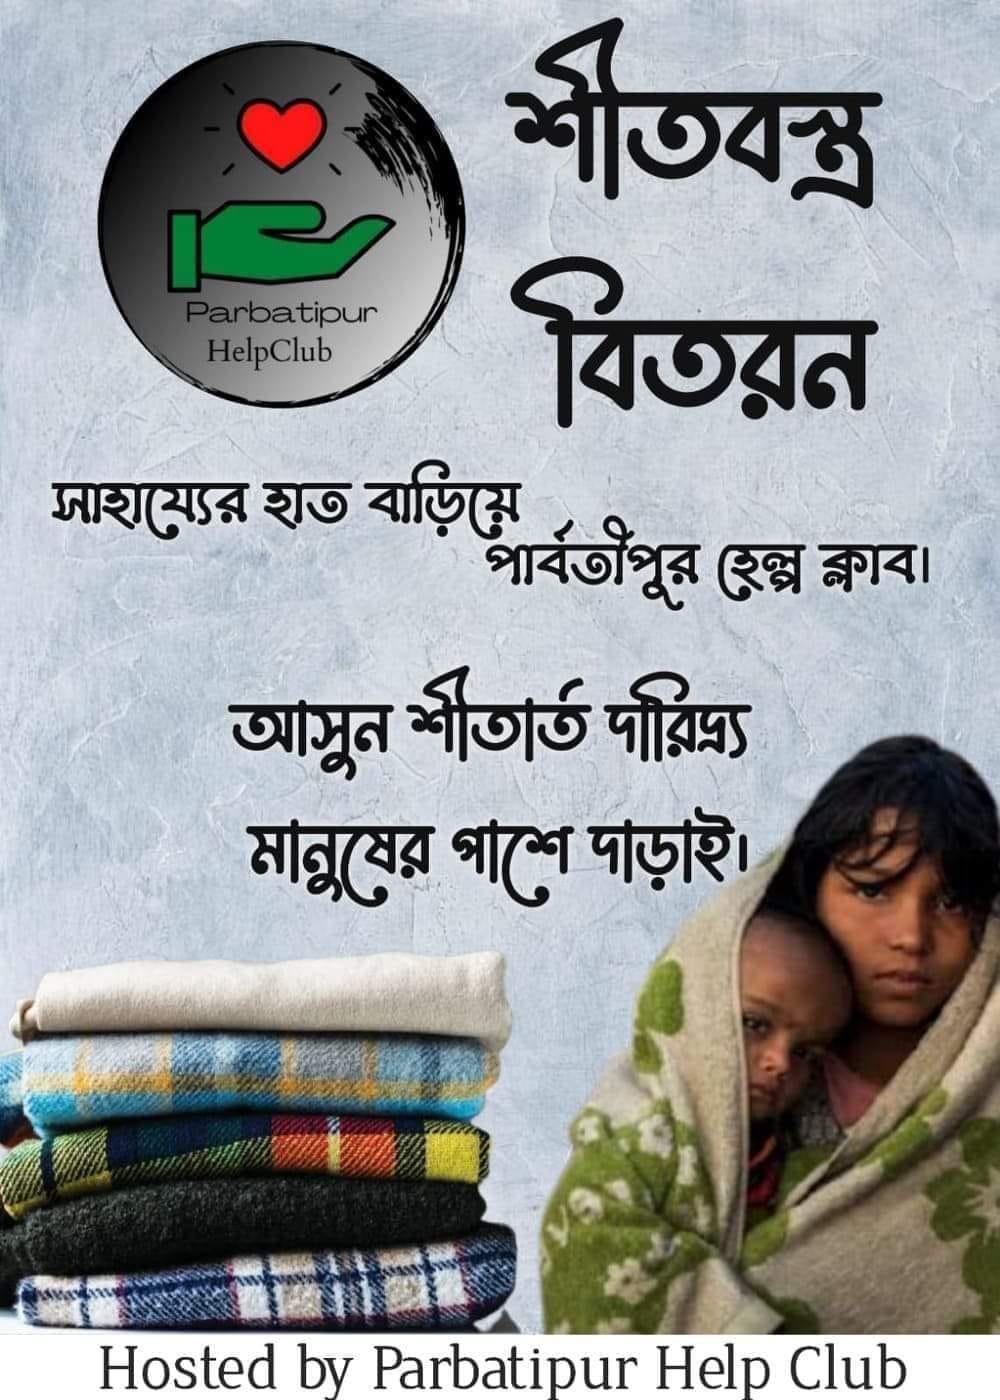 Parbatipur
HelpClub
শীতবস্ত্র
বিতরন
সাহায্যের হাত বাড়িয়ে
পার্বতীপুর হেল্প ক্লাব।
আসুন শীতার্ত দারিদ্র্য
মানুষের পাশে দাড়াই।
Hosted by Parbatipur Help Club